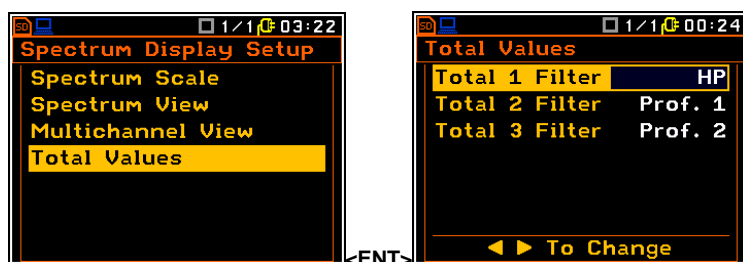 SD 1/1 03:22
Spectrum Display Setup
Spectrum Scale
Spectrum View
Multichannel View
Total Values
<ENT>
SD 1/1 00:24
Total Values
Total 1 Filter HP
Total 2 Filter Prof. 1
Total 3 Filter Prof. 2
◀ ▶ To Change